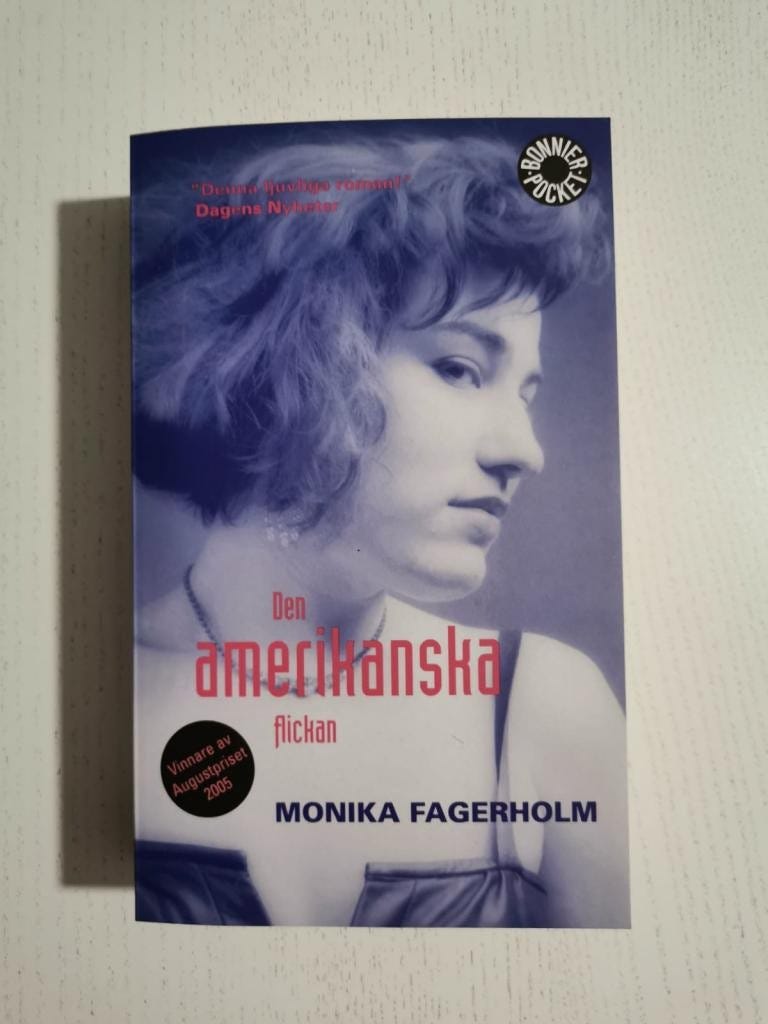 "Denna ljuvliga roman!"
Dagens Nyheter
BONNIER
POCKET
Den
amerikanska
flickan
Vinnare av
Augustpriset
2005
MONIKA FAGERHOLM